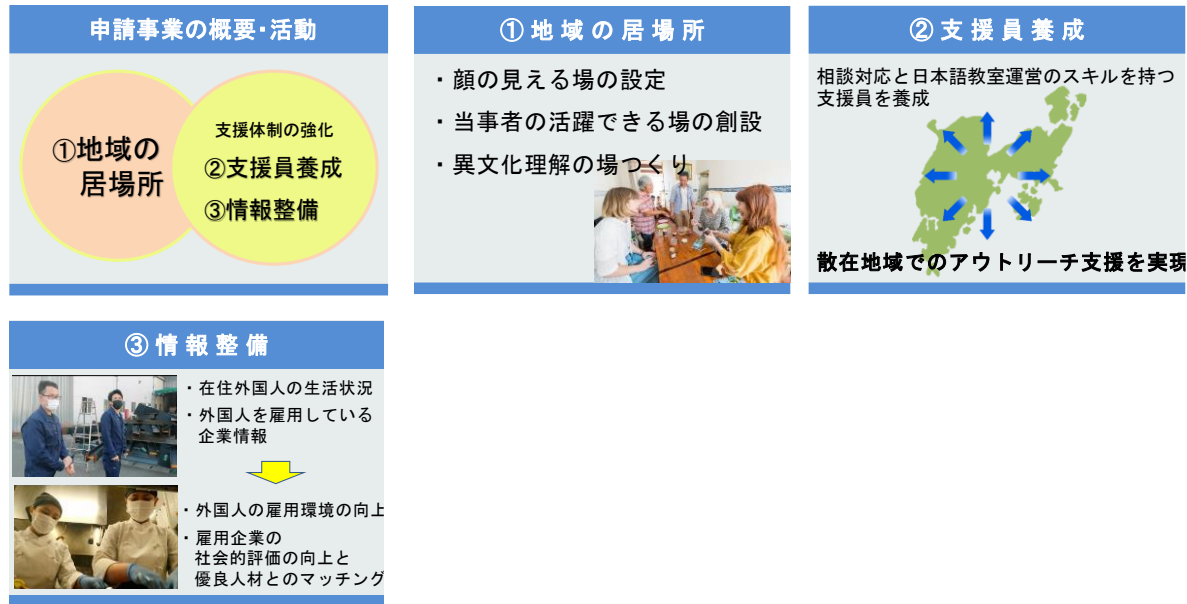 申請事業の概要・活動
①地域の
居場所
支援体制の強化
②支援員養成
③情報整備
①地域の居場所
・顔の見える場の設定
・当事者の活躍できる場の創設
・異文化理解の場つくり
②支援員養成
相談対応と日本語教室運営のスキルを持つ
支援員を養成
散在地域でのアウトリーチ支援を実現
③情報整備
・在住外国人の生活状況
・外国人を雇用している
企業情報
・外国人の雇用環境の向上
・雇用企業の
社会的評価の向上と
優良人材とのマッチング